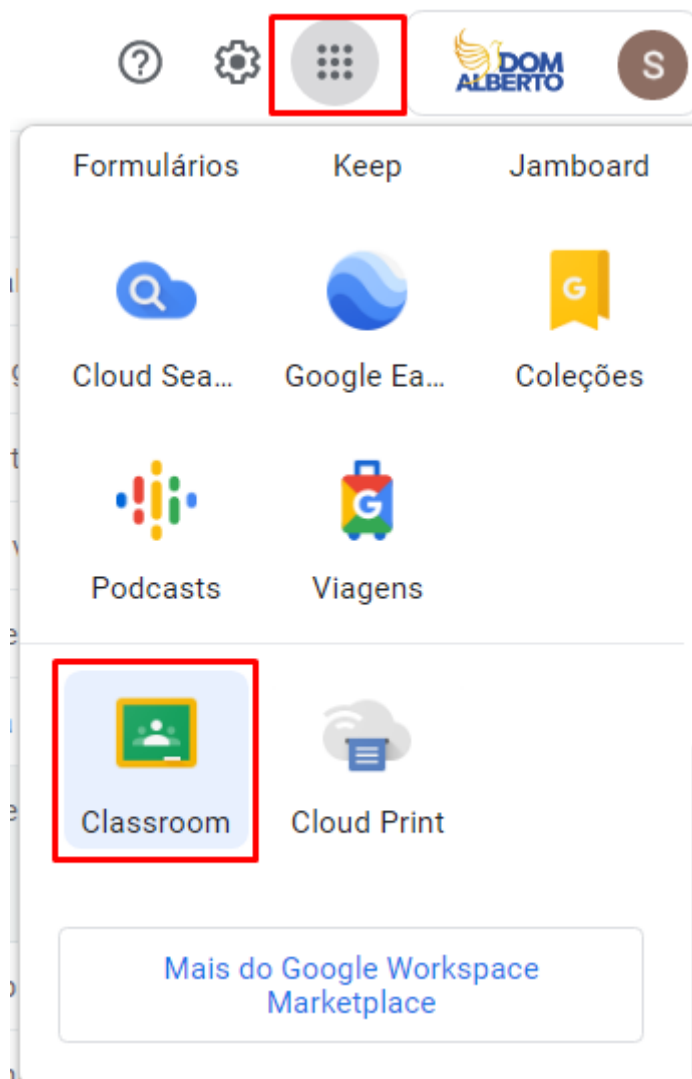 DOM
ALBERTO
S
Formulários Keep Jamboard
G
Cloud Sea... Google Ea... Coleções
G
Podcasts Viagens
Classroom Cloud Print
Mais do Google Workspace
Marketplace